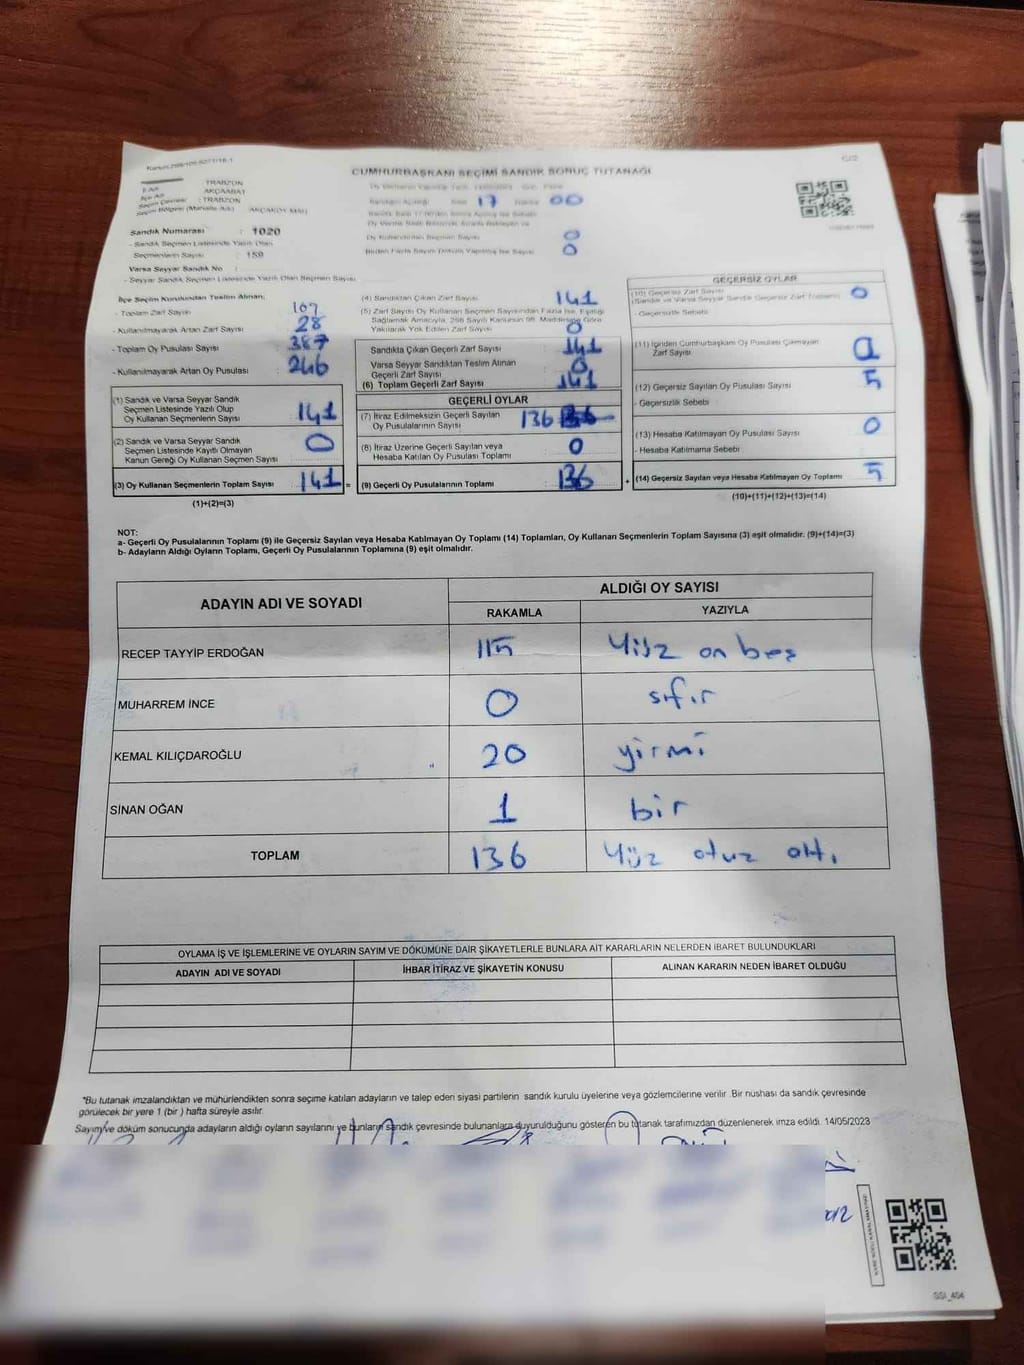 CUMHURBAŞKANI SEÇİMİ SANDIK SONUÇ TUTANAĞI
İl Adı : TRABZON
İlçe Adı : AKÇAABAT
Seçim Çevresi : TRABZON
Seçim Bölgesi (Mahalle Adı)
17 00
Sandık Numarası : 1020
- Sandık Seçmen Listesinde Yazılı Olan
Seçmenlerin Sayısı : 159
Varsa Seyyar Sandık No :
- Seyyar Sandık Seçmen Listesinde Yazılı Olan Seçmen Sayısı
Oy Kullandırılan Seçmen Sayısı 0
0
İlçe Seçim Kurulundan Teslim Alınan;
- Toplam Zarf Sayısı : 107
- Kullanılmayarak Artan Zarf Sayısı : 28
- Toplam Oy Pusulası Sayısı : 387
- Kullanılmayarak Artan Oy Pusulası : 246
(1) Sandık ve Varsa Seyyar Sandık
Seçmen Listesinde Yazılı Olup
Oy Kullanan Seçmenlerin Sayısı : 141
(2) Sandık ve Varsa Seyyar Sandık
Seçmen Listesinde Kayıtlı Olmayan
Kanun Gereği Oy Kullanan Seçmen Sayısı : 0
(3) Oy Kullanan Seçmenlerin Toplam Sayısı : 141 =
(1)+(2)=(3)
(4) Sandıktan Çıkan Zarf Sayısı : 141
(5) Zarf Sayısı Oy Kullanan Seçmen Sayısından Fazla İse, Eşitliği
Sağlamak Amacıyla, 298 Sayılı Kanunun 98. Maddesine Göre
Yakılarak Yok Edilen Zarf Sayısı : 0
Sandıkta Çıkan Geçerli Zarf Sayısı : 141
Varsa Seyyar Sandıktan Teslim Alınan
Geçerli Zarf Sayısı : 0
(6) Toplam Geçerli Zarf Sayısı : 141
GEÇERLİ OYLAR
(7) İtiraz Edilmeksizin Geçerli Sayılan
Oy Pusulalarının Sayısı : 136
(8) İtiraz Üzerine Geçerli Sayılan veya
Hesaba Katılan Oy Pusulası Toplamı : 0
(9) Geçerli Oy Pusulalarının Toplamı : 136 +
GEÇERSİZ OYLAR
(10) Geçersiz Zarf Sayısı
(Sandık ve Varsa Seyyar Sandık Geçersiz Zarf Toplamı) : 0
- Geçersizlik Sebebi
(11) İçinden Cumhurbaşkanı Oy Pusulası Çıkmayan
Zarf Sayısı :
(12) Geçersiz Sayılan Oy Pusulası Sayısı : 5
- Geçersizlik Sebebi
(13) Hesaba Katılmayan Oy Pusulası Sayısı : 0
- Hesaba Katılmama Sebebi
(14) Geçersiz Sayılan veya Hesaba Katılmayan Oy Toplamı : 5
(10)+(11)+(12)+(13)=(14)
NOT:
a- Geçerli Oy Pusulalarının Toplamı (9) ile Geçersiz Sayılan veya Hesaba Katılmayan Oy Toplamı (14) Toplamları, Oy Kullanan Seçmenlerin Toplam Sayısına (3) eşit olmalıdır. (9)+(14)=(3)
b- Adayların Aldığı Oyların Toplamı, Geçerli Oy Pusulalarının Toplamına (9) eşit olmalıdır.
ADAYIN ADI VE SOYADI
ALDIĞI OY SAYISI
RAKAMLA YAZIYLA
RECEP TAYYİP ERDOĞAN 115 Yüz on beş
MUHARREM İNCE 0 sıfır
KEMAL KILIÇDAROĞLU 20 yirmi
SİNAN OĞAN 1 bir
TOPLAM 136 Yüz otuz altı
OYLAMA İŞ VE İŞLEMLERİNE VE OYLARIN SAYIM VE DÖKÜMÜNE DAİR ŞİKAYETLERLE BUNLARA AİT KARARLARIN NELERDEN İBARET BULUNDUKLARI
ADAYIN ADI VE SOYADI İHBAR İTİRAZ VE ŞİKAYETİN KONUSU ALINAN KARARIN NEDEN İBARET OLDUĞU
*Bu tutanak imzalandıktan ve mühürlendikten sonra seçime katılan adayların ve talep eden siyasi partilerin sandık kurulu üyelerine veya gözlemcilerine verilir .Bir nüshası da sandık çevresinde
görülecek bir yere 1 (bir ) hafta süreyle asılır.
Sayım ve döküm sonucunda adayların aldığı oyların sayılarını ve bunların sandık çevresinde bulunanlara duyurulduğunu gösteren bu tutanak tarafımızdan düzenlenerek imza edildi. 14/05/2023
GSI_404